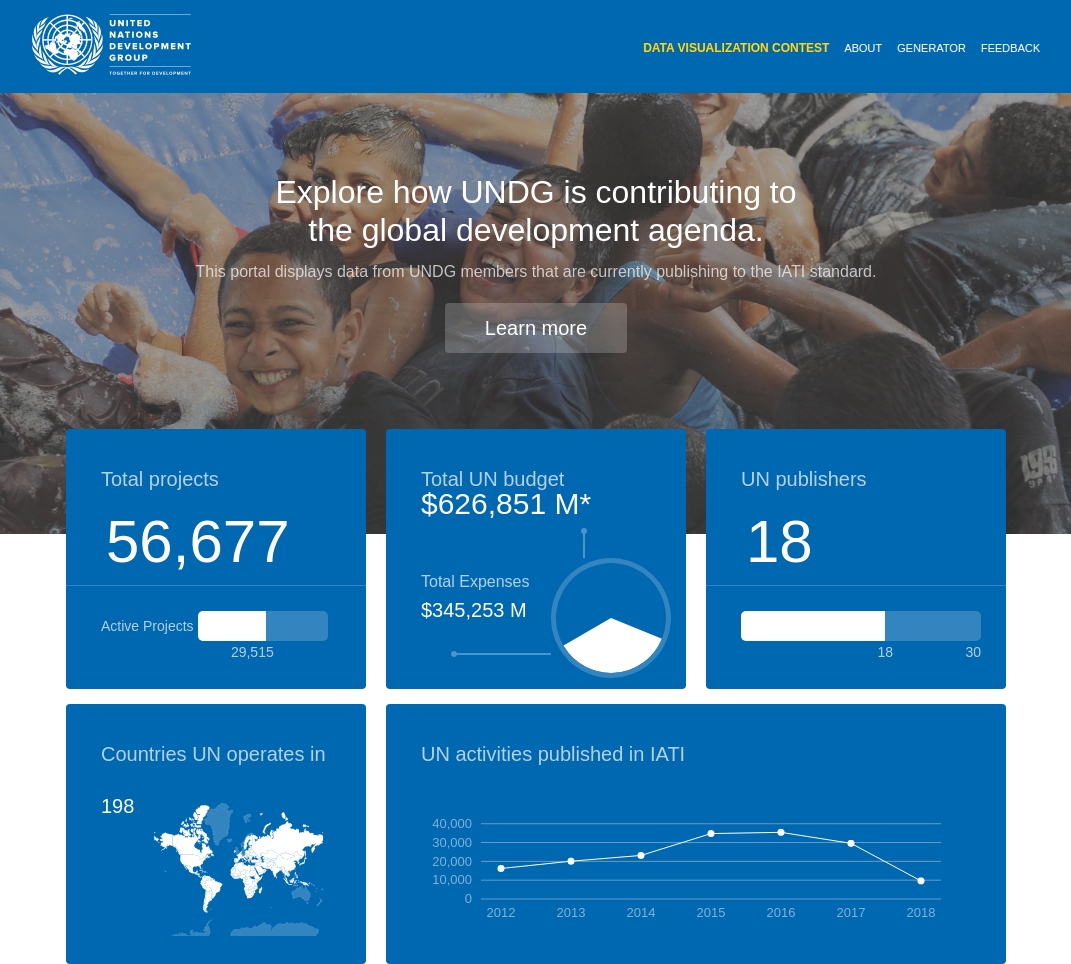 UNITED
NATIONS
DEVELOPMENT
GROUP
TOGETHER FOR DEVELOPMENT
DATA VISUALIZATION CONTEST ABOUT GENERATOR FEEDBACK
Explore how UNDG is contributing to
the global development agenda.
This portal displays data from UNDG members that are currently publishing to the IATI standard.
Learn more
Total projects
56,677
Active Projects
29,515
Total UN budget
$626,851 M*
Total Expenses
$345,253 M
UN publishers
18
18 30
Countries UN operates in
198
UN activities published in IATI
40,000
30,000
20,000
10,000
0
2012 2013 2014 2015 2016 2017 2018